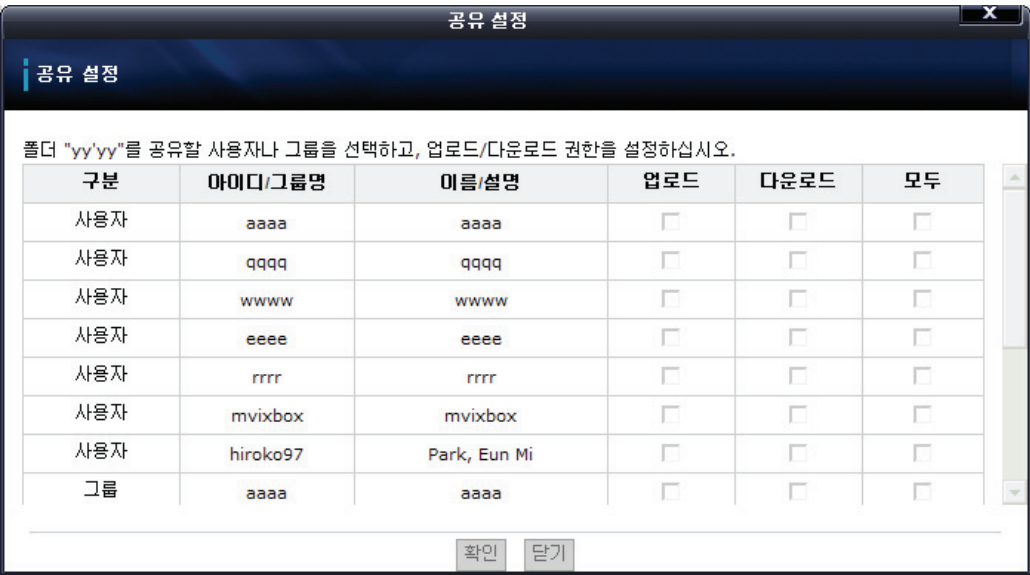 공유 설정
X
공유 설정
폴더 "yy'yy"를 공유할 사용자나 그룹을 선택하고, 업로드/다운로드 권한을 설정하십시오.
구분 아이디/그룹명 이름/설명 업로드 다운로드 모두
사용자 aaaa aaaa
사용자 qqqq qqqq
사용자 wwww wwww
사용자 eeee eeee
사용자 rrrr rrrr
사용자 mvixbox mvixbox
사용자 hiroko97 Park, Eun Mi
그룹 aaaa aaaa
확인 닫기